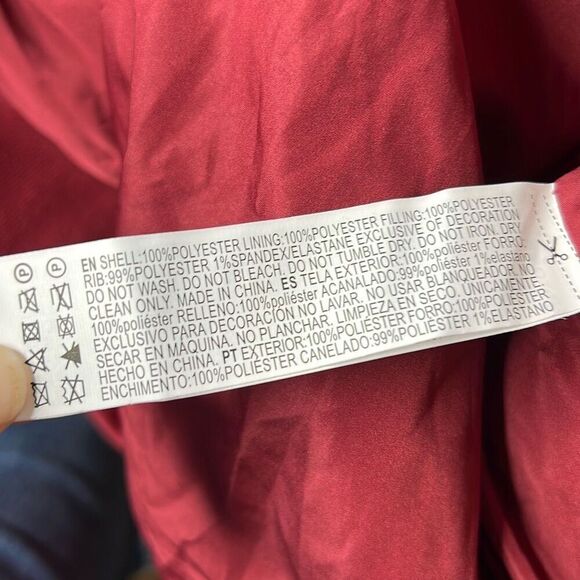 EN SHELL:100%POLYESTER LINING:100%POLYESTER FILLING:100%POLYESTER
RIB:99%POLYESTER 1%SPANDEX/ELASTANE EXCLUSIVE OF DECORATION
DO NOT WASH. DO NOT BLEACH. DO NOT TUMBLE DRY. DO NOT IRON. DRY
CLEAN ONLY. MADE IN CHINA. ES TELA EXTERIOR:100%poliéster FORRO:
100%poliéster RELLENO:100%poliéster ACANALADO:99%poliéster 1%elastano
EXCLUSIVO PARA DECORACIÓN NO LAVAR. NO USAR BLANQUEADOR. NO
SECAR EN MAQUINA. NO PLANCHAR. LIMPIEZA EN SECO. ÚNICAMENTE.
HECHO EN CHINA. PT EXTERIOR:100%POLIÉSTER FORRO:100%POLIÉSTER
ENCHIMENTO:100%POLIÉSTER CANELADO:99%POLIÉSTER 1%ELASTANO
P P